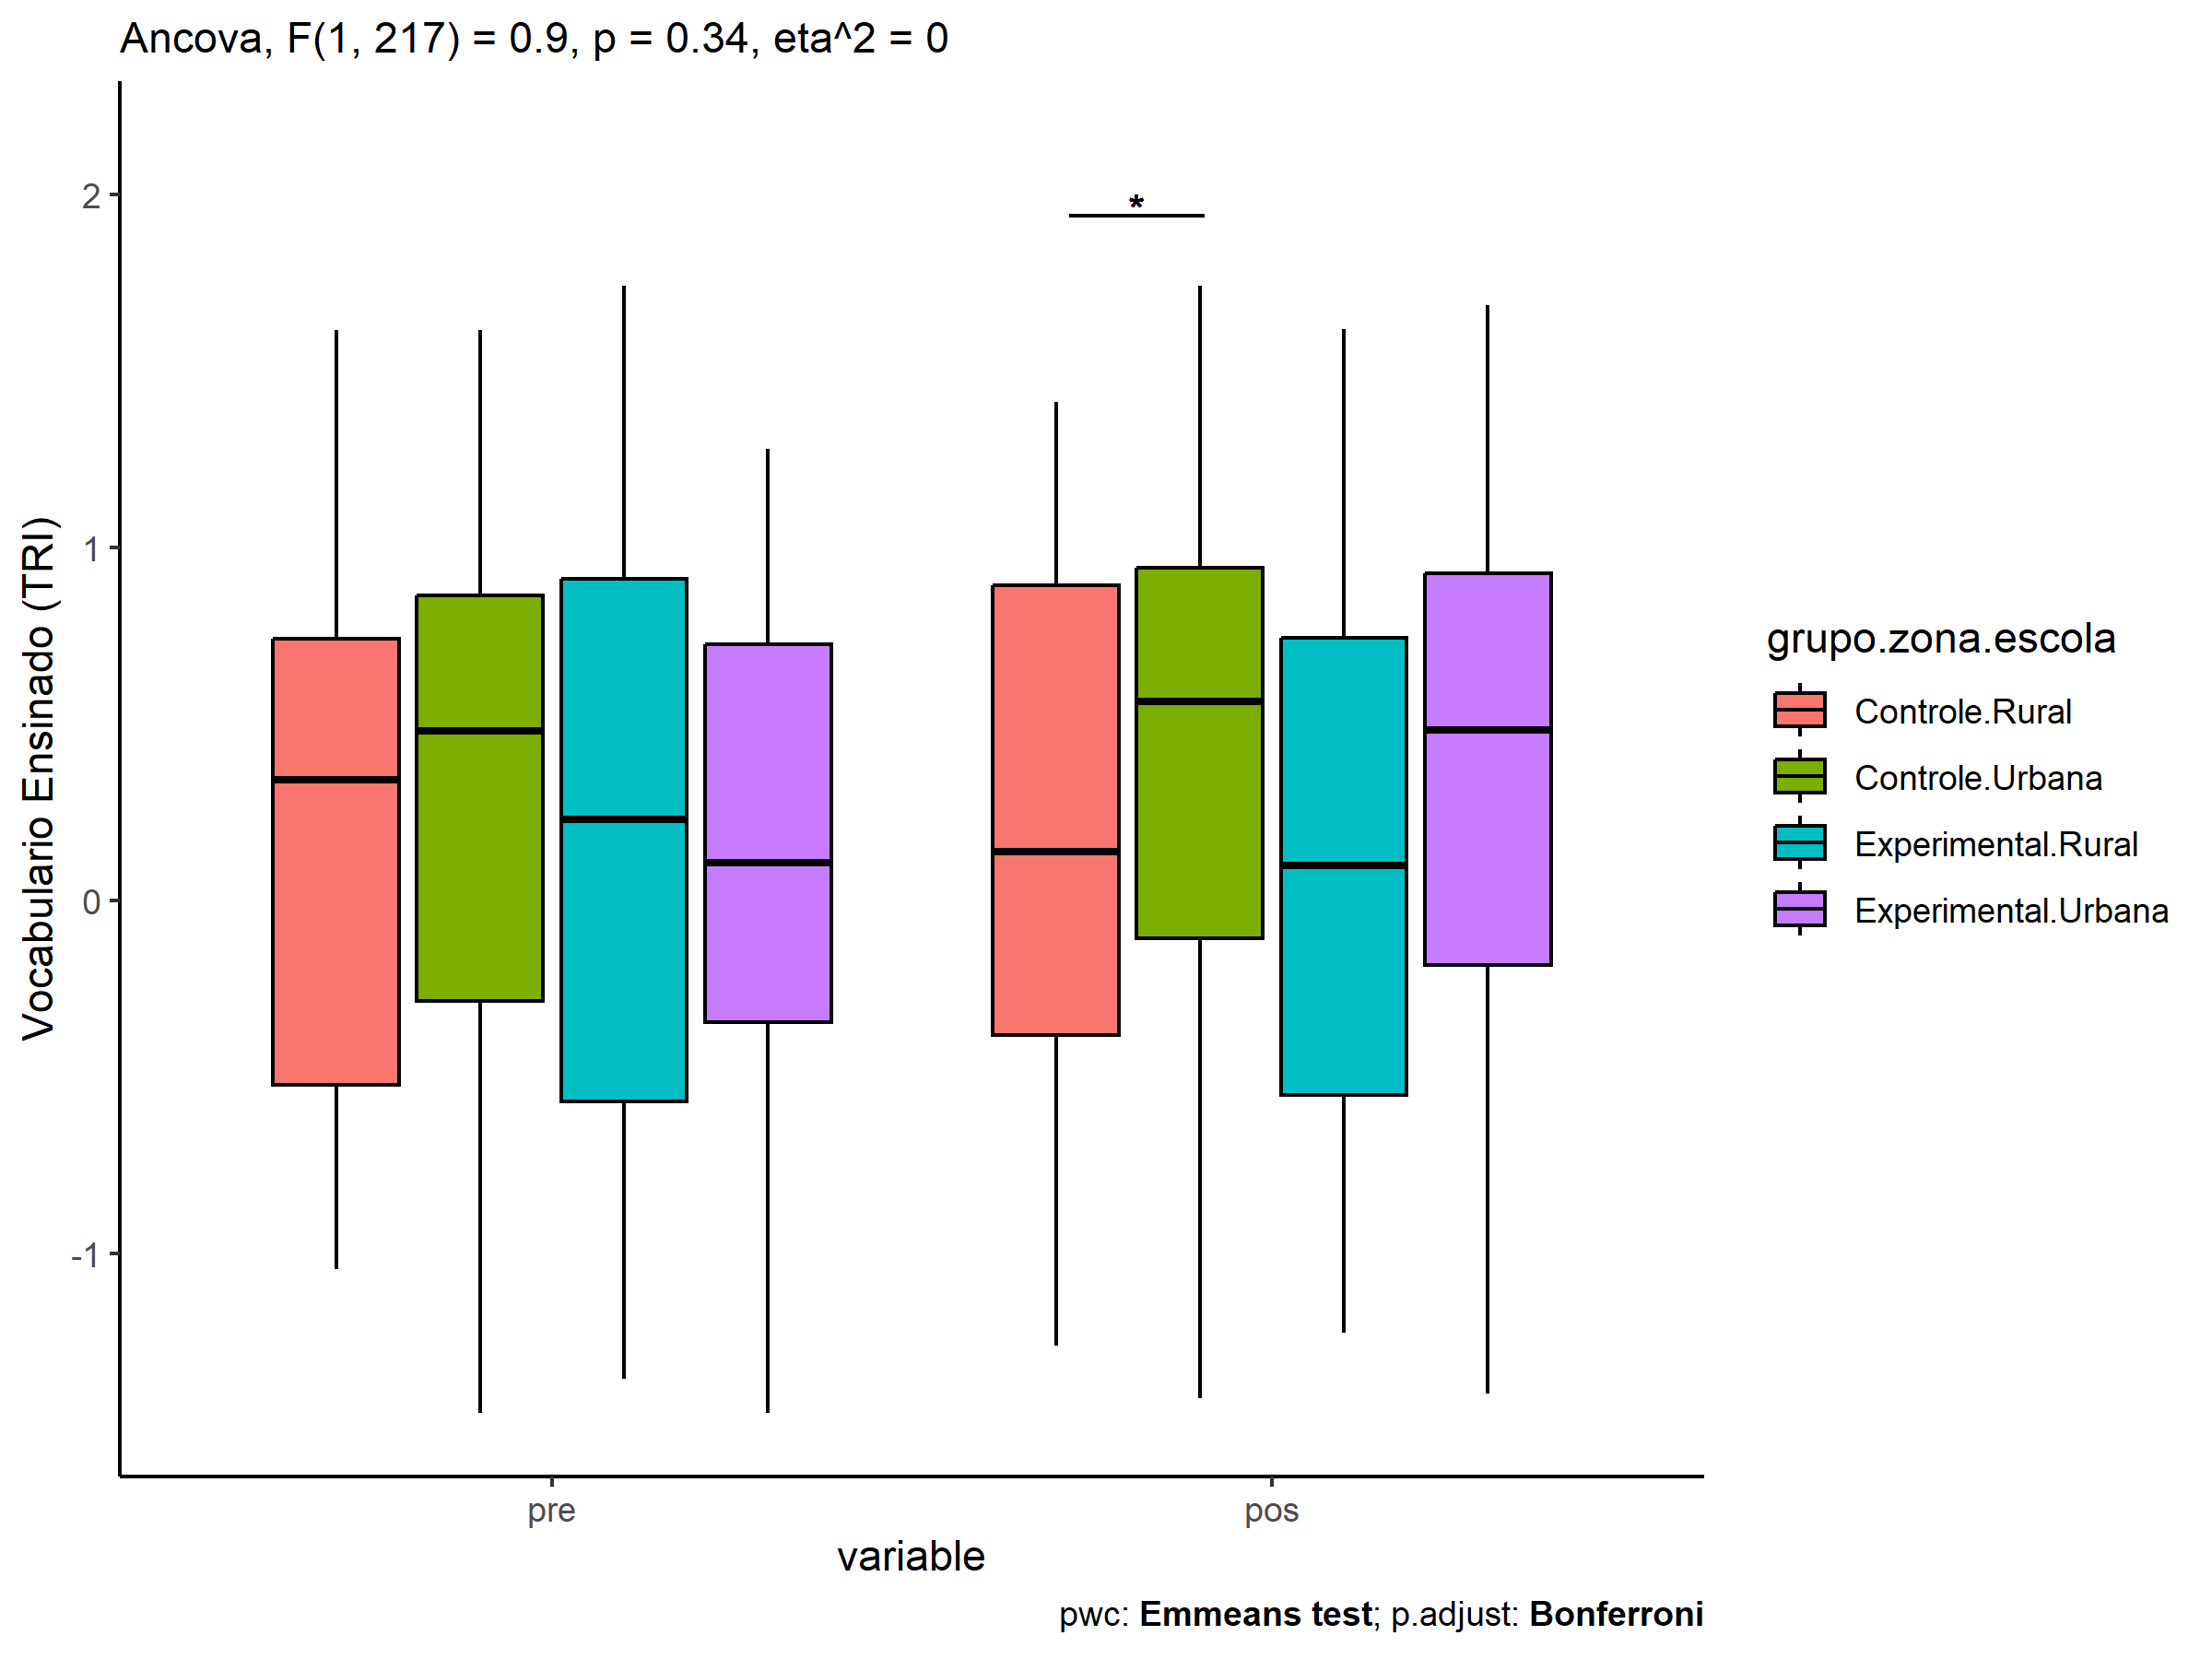 Ancova, F(1, 217) = 0.9, p = 0.34, eta^2 = 0
Vocabulario Ensinado (TRI)
2
1
0
-1
*
pre
pos
variable
grupo.zona.escola
Controle.Rural
Controle.Urbana
Experimental.Rural
Experimental.Urbana
pwc: Emmeans test; p.adjust: Bonferroni